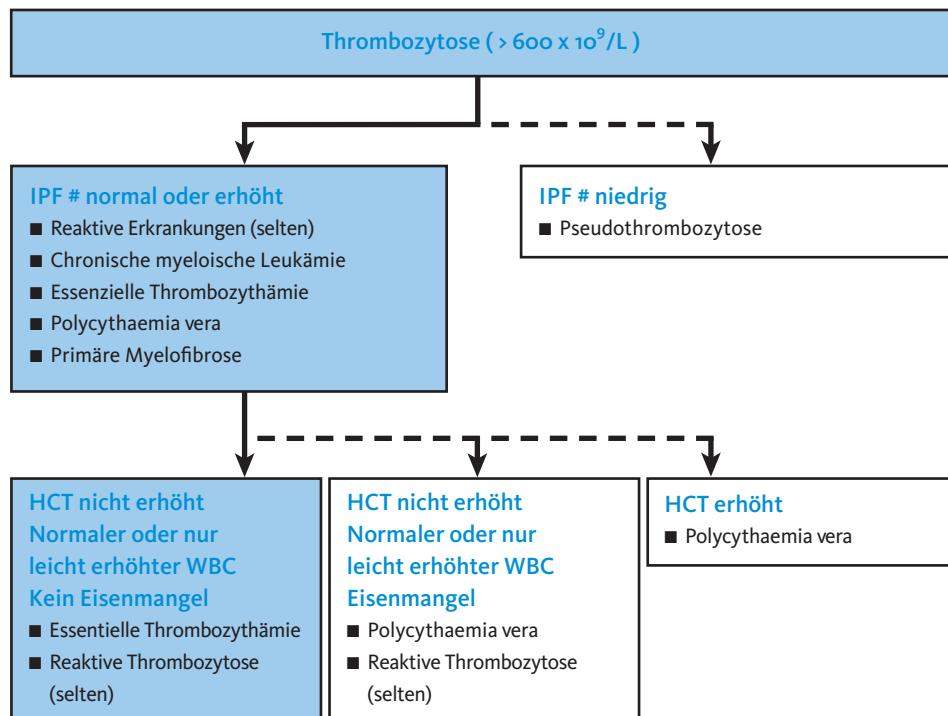 Thrombozytose ( > 600 x 10⁹/L )
IPF # normal oder erhöht
■ Reaktive Erkrankungen (selten)
■ Chronische myeloische Leukämie
■ Essenzielle Thrombozythämie
■ Polycythaemia vera
■ Primäre Myelofibrose
IPF # niedrig
■ Pseudothrombozytose
HCT nicht erhöht
Normaler oder nur
leicht erhöhter WBC
Kein Eisenmangel
■ Essentielle Thrombozythämie
■ Reaktive Thrombozytose
(selten)
HCT nicht erhöht
Normaler oder nur
leicht erhöhter WBC
Eisenmangel
■ Polycythaemia vera
■ Reaktive Thrombozytose
(selten)
HCT erhöht
■ Polycythaemia vera